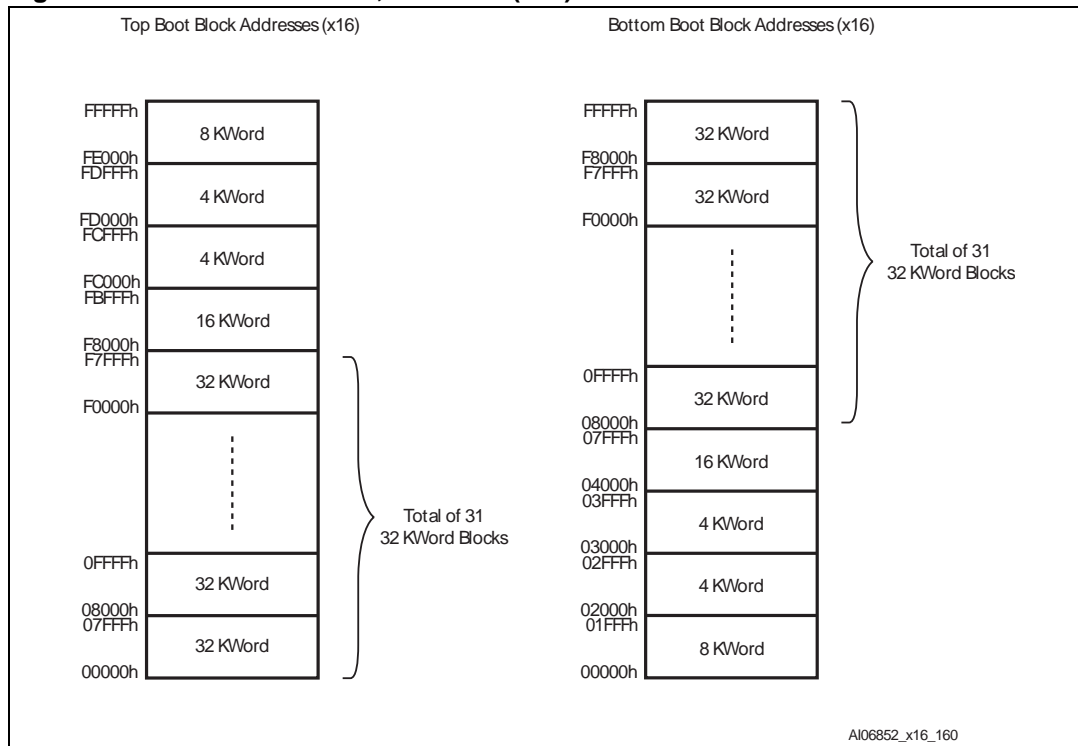 Top Boot Block Addresses (x16)
FFFFFh
8 KWord
FE000h
FDFFFh
4 KWord
FD000h
FCFFFh
4 KWord
FC000h
FBFFFh
16 KWord
F8000h
F7FFFh
32 KWord
F0000h
Total of 31
32 KWord Blocks
0FFFFh
32 KWord
08000h
07FFFh
32 KWord
00000h
Bottom Boot Block Addresses (x16)
FFFFFh
32 KWord
F8000h
F7FFFh
32 KWord
F0000h
Total of 31
32 KWord Blocks
0FFFFh
32 KWord
08000h
07FFFh
16 KWord
04000h
03FFFh
4 KWord
03000h
02FFFh
4 KWord
02000h
01FFFh
8 KWord
00000h
AI06852_x16_160